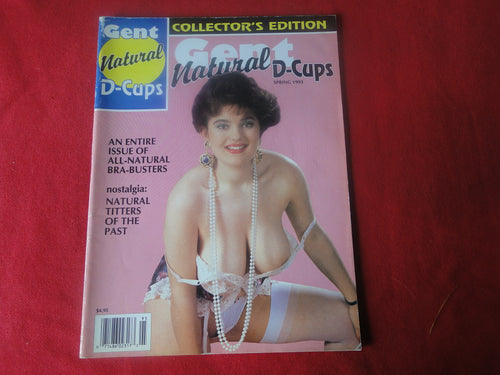 Gent
Natural
D-Cups
COLLECTOR'S EDITION
Gent
Natural
D-Cups
SPRING 1993
AN ENTIRE
ISSUE OF
ALL-NATURAL
BRA-BUSTERS
nostalgia:
NATURAL
TITTERS
OF THE
PAST
$4.95